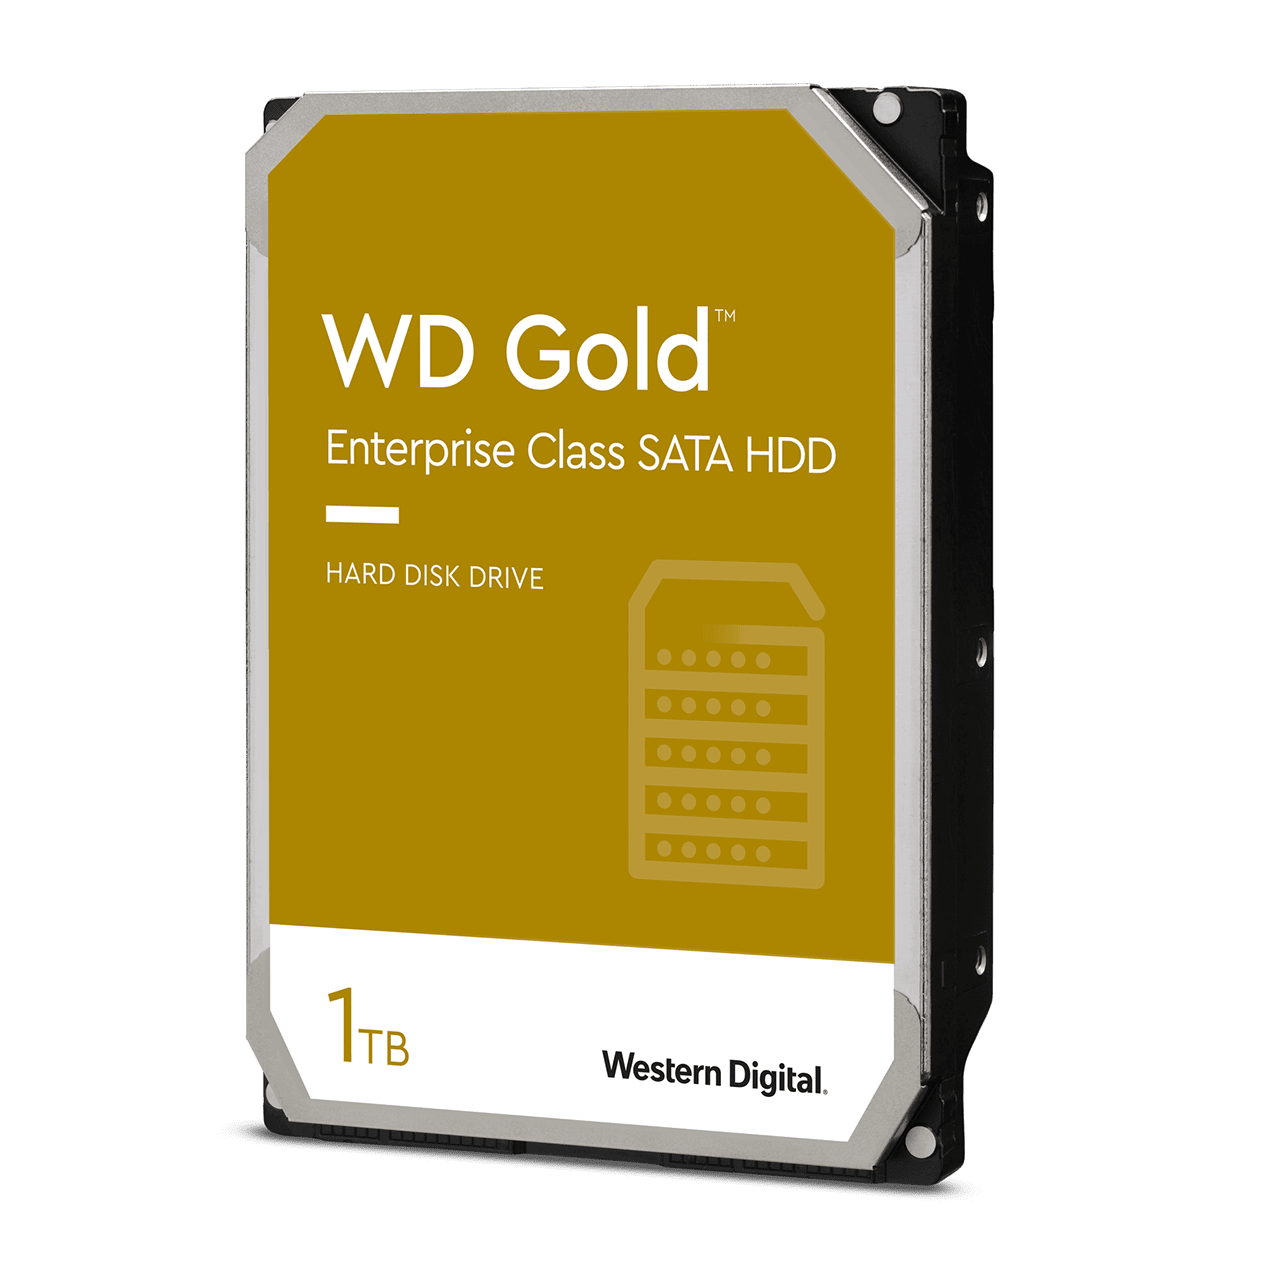 WD Gold™
Enterprise Class SATA HDD
HARD DISK DRIVE
1TB
Western Digital®